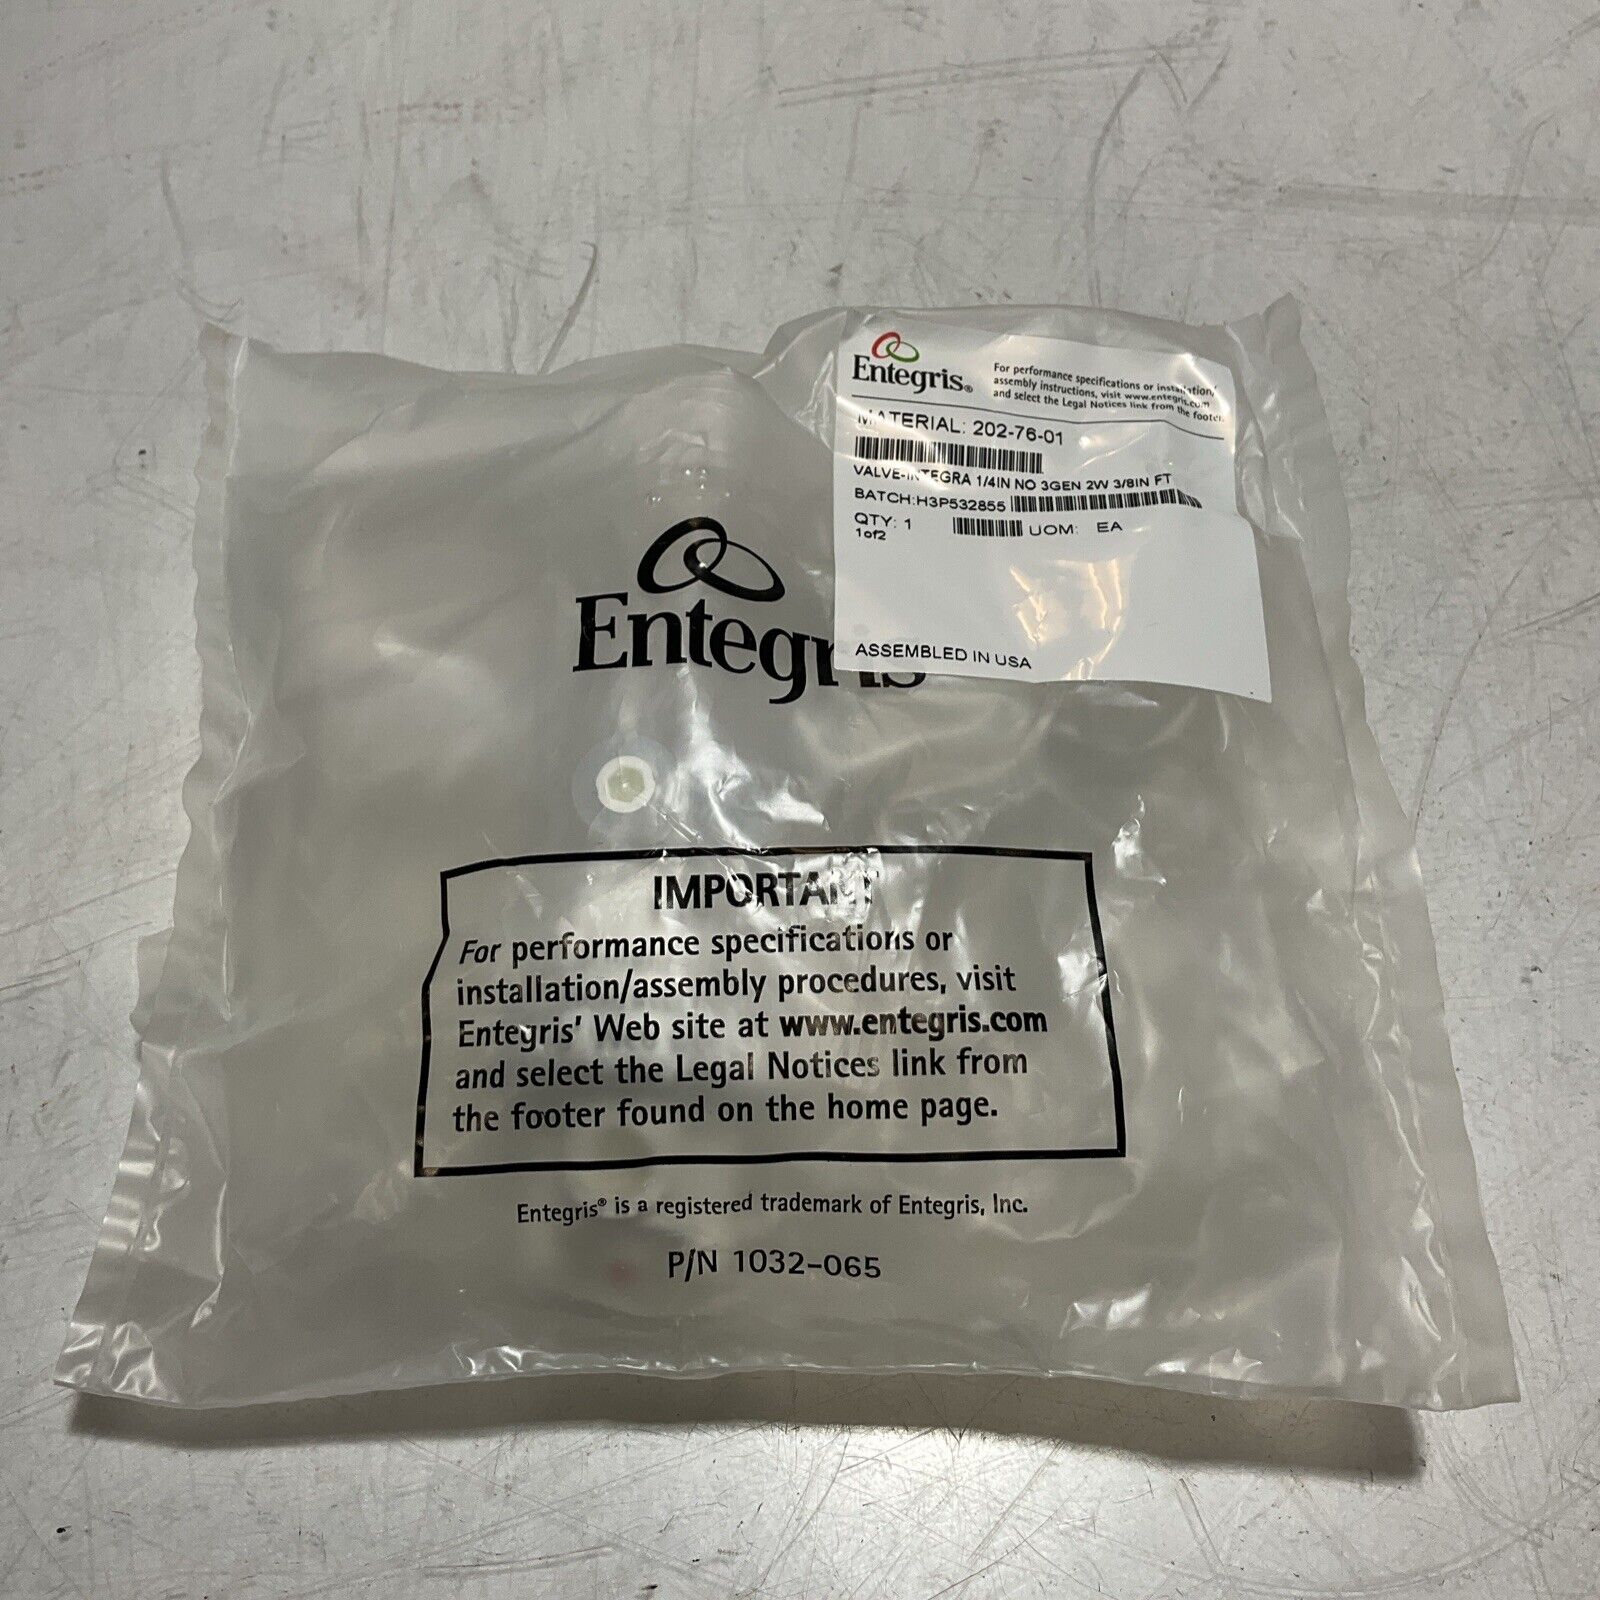 Entegris®
For performance specifications or installation/
assembly instructions, visit www.entegris.com
and select the Legal Notices link from the footer.
MATERIAL: 202-76-01
VALVE-INTEGRA 1/4IN NO 3GEN 2W 3/8IN FT
BATCH:H3P532855
QTY: 1 UOM: EA
1of2
ASSEMBLED IN USA
Entegris
IMPORTANT
For performance specifications or
installation/assembly procedures, visit
Entegris' Web site at www.entegris.com
and select the Legal Notices link from
the footer found on the home page.
Entegris® is a registered trademark of Entegris, Inc.
P/N 1032-065